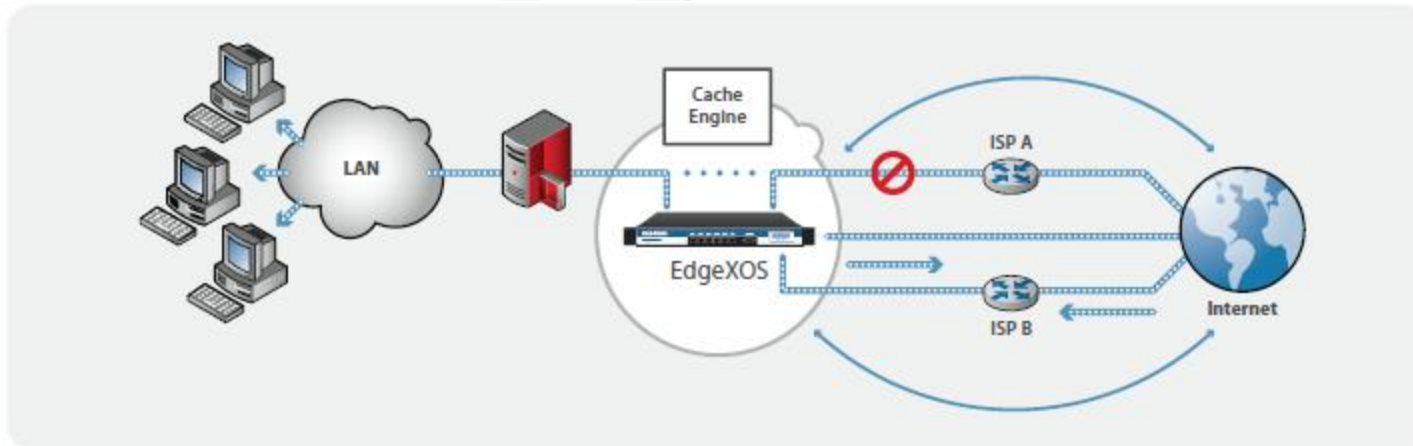 Cache
Engine
ISP A
LAN
EdgeXOS
Internet
ISP B